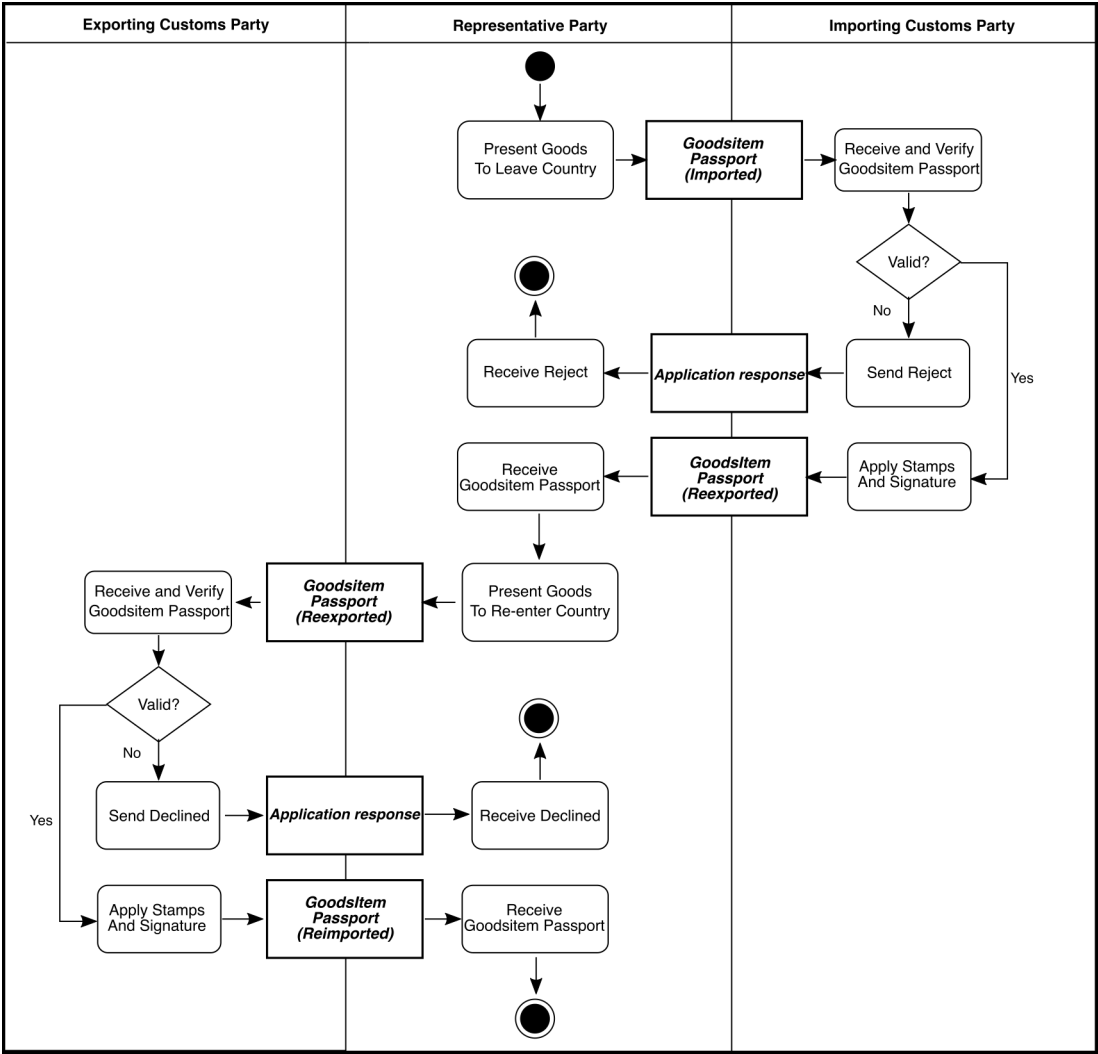 Exporting Customs Party
Representative Party
Importing Customs Party
Present Goods
To Leave Country
Goodsitem
Passport
(Imported)
Receive and Verify
Goodsitem Passport
Valid?
No
Yes
Receive Reject
Application response
Send Reject
Receive
Goodsitem Passport
GoodsItem
Passport
(Reexported)
Apply Stamps
And Signature
Receive and Verify
Goodsitem Passport
Goodsitem
Passport
(Reexported)
Present Goods
To Re-enter Country
Valid?
No
Yes
Send Declined
Application response
Receive Declined
Apply Stamps
And Signature
GoodsItem
Passport
(Reimported)
Receive
Goodsitem Passport